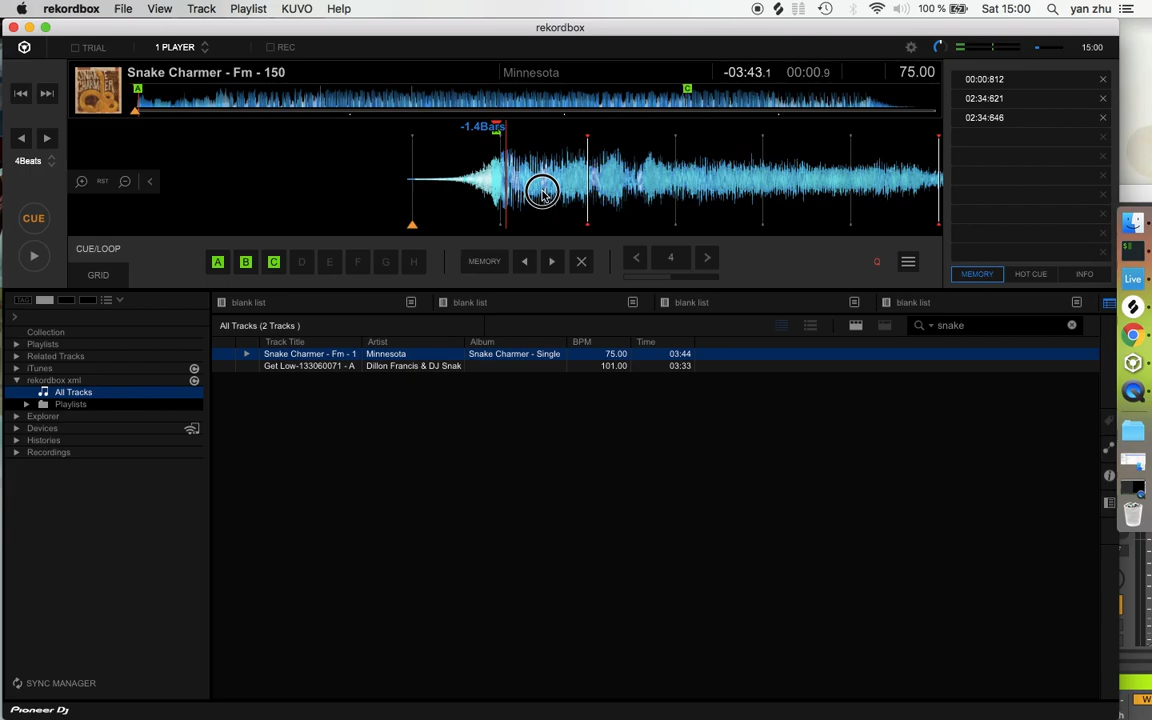 rekordbox File View Track Playlist KUVO Help 100 % Sat 15:00 yan zhu
rekordbox
TRIAL 1 PLAYER REC 15:00
Snake Charmer - Fm - 150 Minnesota -03:43.1 00:00.9 75.00
A C
-1.4Bars
4Beats
RST
CUE
00:00:812
02:34:621
02:34:646
CUE/LOOP
GRID
A B C D E F G H MEMORY 4 Q
MEMORY HOT CUE INFO
TAG blank list blank list blank list blank list
Collection
Playlists
Related Tracks
iTunes
rekordbox xml
All Tracks
Playlists
Explorer
Devices
Histories
Recordings
All Tracks (2 Tracks ) snake
Track Title Artist Album BPM Time
Snake Charmer - Fm - 1 Minnesota Snake Charmer - Single 75.00 03:44
Get Low-133060071 - A Dillon Francis & DJ Snak 101.00 03:33
Live
SYNC MANAGER
Pioneer Dj